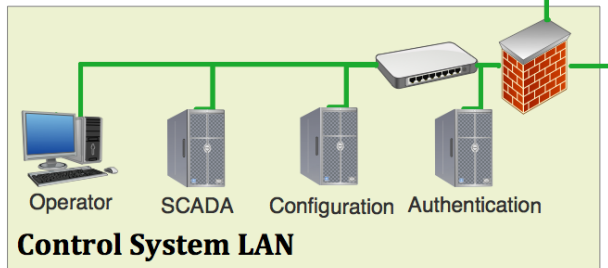 Operator
SCADA
Configuration
Authentication
Control System LAN